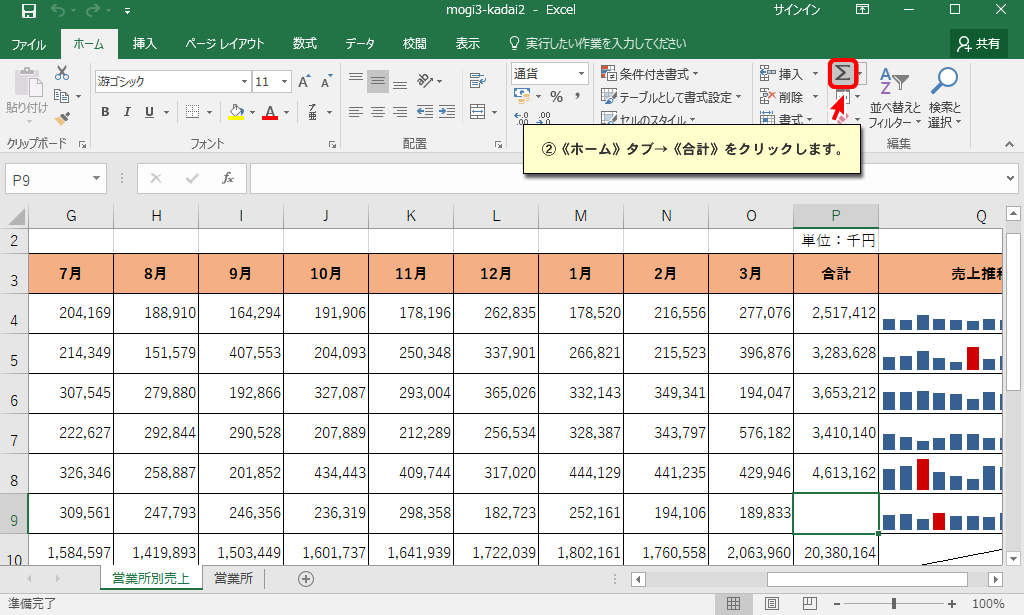 mogi3-kadai2 - Excel サインイン
ファイル ホーム 挿入 ページ レイアウト 数式 データ 校閲 表示 実行したい作業を入力してください 共有
貼り付け 游ゴシック 11 通貨 条件付き書式 挿入 Σ
% , テーブルとして書式設定 削除 並べ替えと 検索と
B I U セルのスタイル 書式 フィルター 選択
クリップボード フォント 配置 編集
②《ホーム》タブ→《合計》をクリックします。
P9 fx
G H I J K L M N O P Q
2 単位：千円
3 7月 8月 9月 10月 11月 12月 1月 2月 3月 合計 売上推
4 204,169 188,910 164,294 191,906 178,196 262,835 178,520 216,556 277,076 2,517,412
5 214,349 151,579 407,553 204,093 250,348 337,901 266,821 215,523 396,876 3,283,628
6 307,545 279,880 192,866 327,087 293,004 365,026 332,143 349,341 194,047 3,653,212
7 222,627 292,844 290,528 207,889 212,289 256,534 328,387 343,797 576,182 3,410,140
8 326,346 258,887 201,852 434,443 409,744 317,020 444,129 441,235 429,946 4,613,162
9 309,561 247,793 246,356 236,319 298,358 182,723 252,161 194,106 189,833
10 1,584,597 1,419,893 1,503,449 1,601,737 1,641,939 1,722,039 1,802,161 1,760,558 2,063,960 20,380,164
営業所別売上 営業所
準備完了 100%